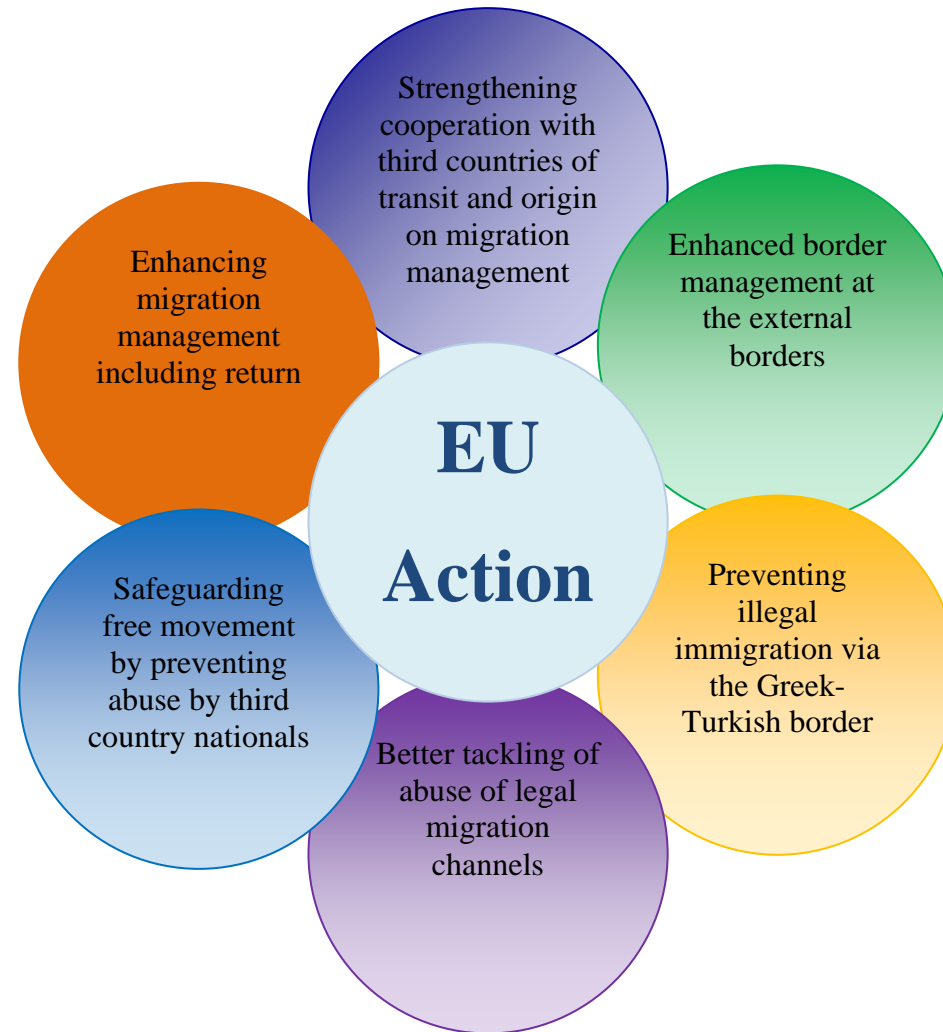 Strengthening
cooperation with
third countries of
transit and origin
on migration
management
Enhanced border
management at
the external
borders
Preventing
illegal
immigration via
the Greek-
Turkish border
Better tackling of
abuse of legal
migration
channels
Safeguarding
free movement
by preventing
abuse by third
country nationals
Enhancing
migration
management
including return
EU
Action